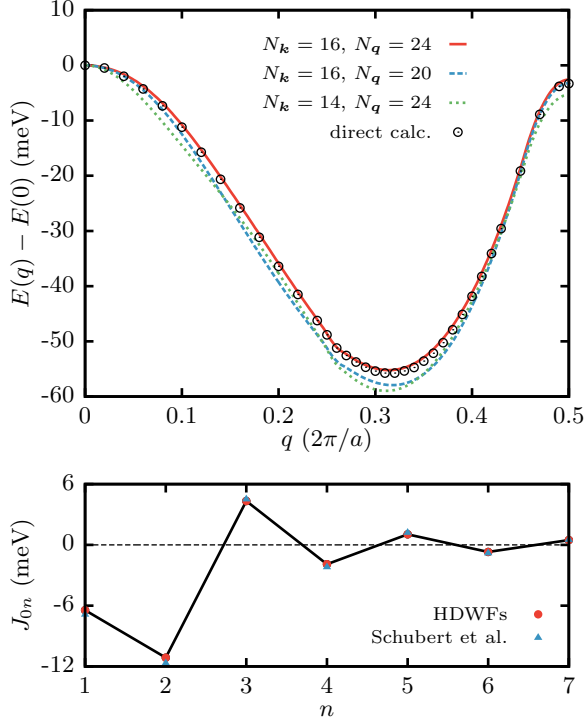 10
0
-10
-20
-30
-40
-50
-60
E(q) − E(0) (meV)
N_k = 16, N_q = 24
N_k = 16, N_q = 20
N_k = 14, N_q = 24
direct calc.
0 0.1 0.2 0.3 0.4 0.5
q (2π/a)
6
0
-6
-12
J_{0n} (meV)
HDWFs
Schubert et al.
1 2 3 4 5 6 7
n